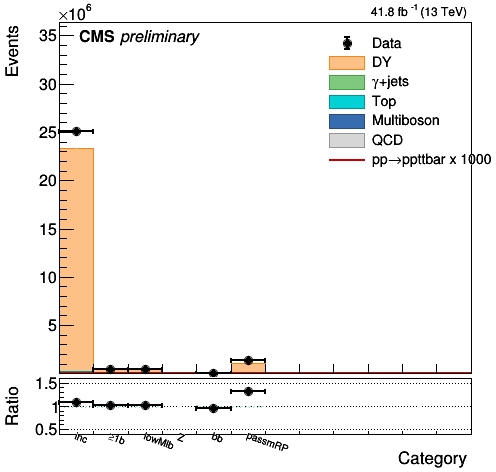 ×10⁶
41.8 fb⁻¹ (13 TeV)
CMS preliminary
Events
35
30
25
20
15
10
5
Data
DY
γ+jets
Top
Multiboson
QCD
pp→ppttbar x 1000
Ratio
1.5
1
0.5
inc
≥1b
lowMlb
Z
bb
passmRP
Category